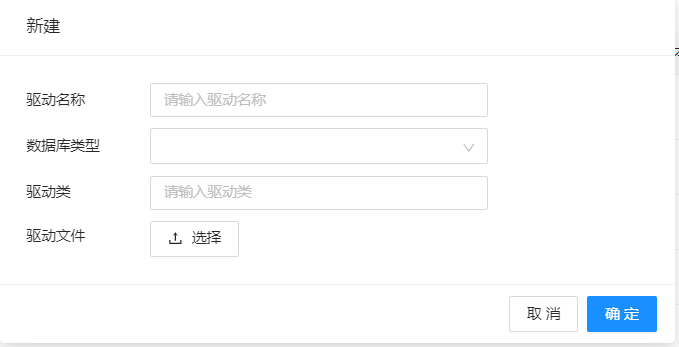 新建
驱动名称 请输入驱动名称
数据库类型
驱动类 请输入驱动类
驱动文件 选择
取 消 确 定